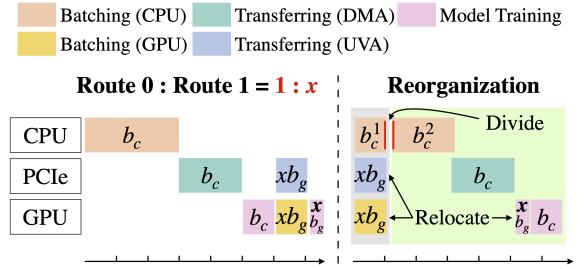 Batching (CPU) Transferring (DMA) Model Training
Batching (GPU) Transferring (UVA)
Route 0 : Route 1 = 1 : x
Reorganization
CPU b_c b_c^1 b_c^2 Divide
PCIe b_c xb_g xb_g b_c
GPU b_c xb_g x b_g xb_g Relocate x b_g b_c